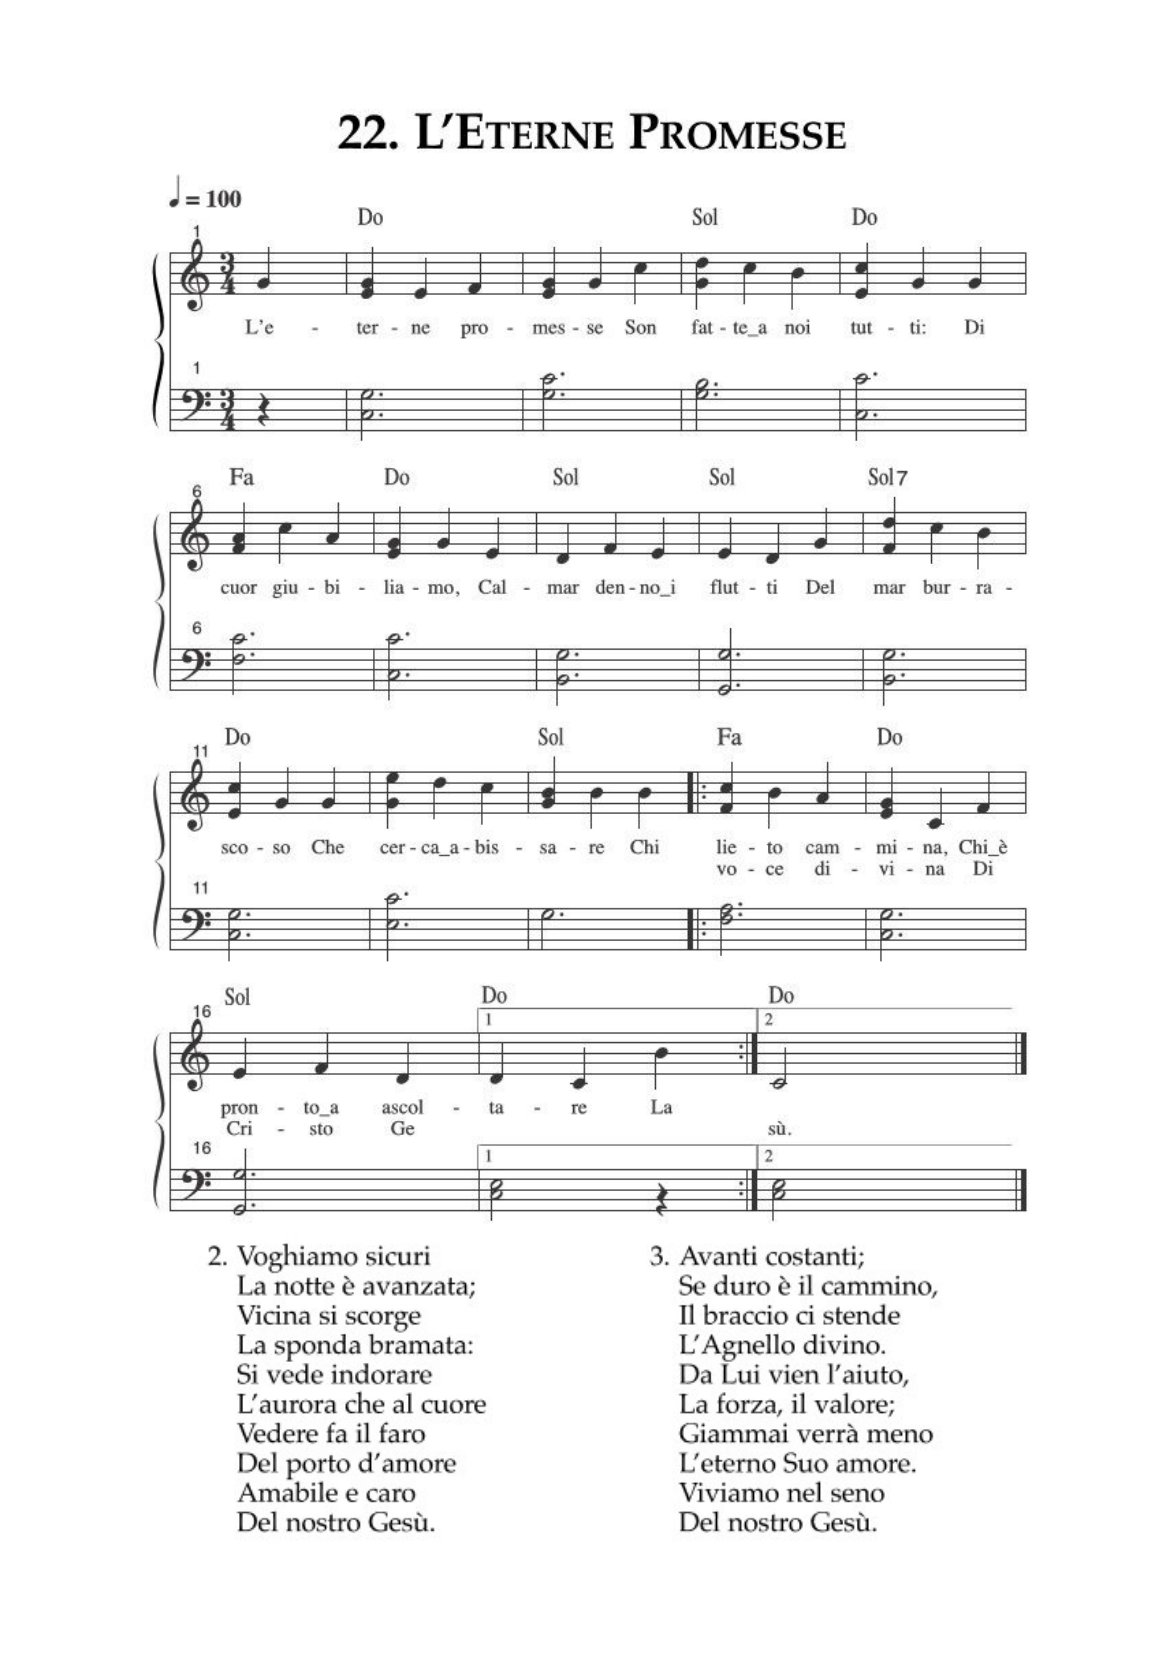 22. L'ETERNE PROMESSE
= 100
Do Sol Do
1
3 4
L'e - ter - ne pro - mes - se Son fat - te_a noi tut - ti: Di
1
3 4
Fa Do Sol Sol Sol7
6
cuor giu - bi - lia - mo, Cal - mar den - no_i flut - ti Del mar bur - ra -
6
Do Sol Fa Do
11
sco - so Che cer - ca_a - bis - sa - re Chi lie - to cam - mi - na, Chi_è
vo - ce di - vi - na Di
11
Sol Do Do
16 1 2
pron - to_a ascol - ta - re La
Cri - sto Ge sù.
16 1 2
2. Voghiamo sicuri
La notte è avanzata;
Vicina si scorge
La sponda bramata:
Si vede indorare
L'aurora che al cuore
Vedere fa il faro
Del porto d'amore
Amabile e caro
Del nostro Gesù.
3. Avanti costanti;
Se duro è il cammino,
Il braccio ci stende
L'Agnello divino.
Da Lui vien l'aiuto,
La forza, il valore;
Giammai verrà meno
L'eterno Suo amore.
Viviamo nel seno
Del nostro Gesù.